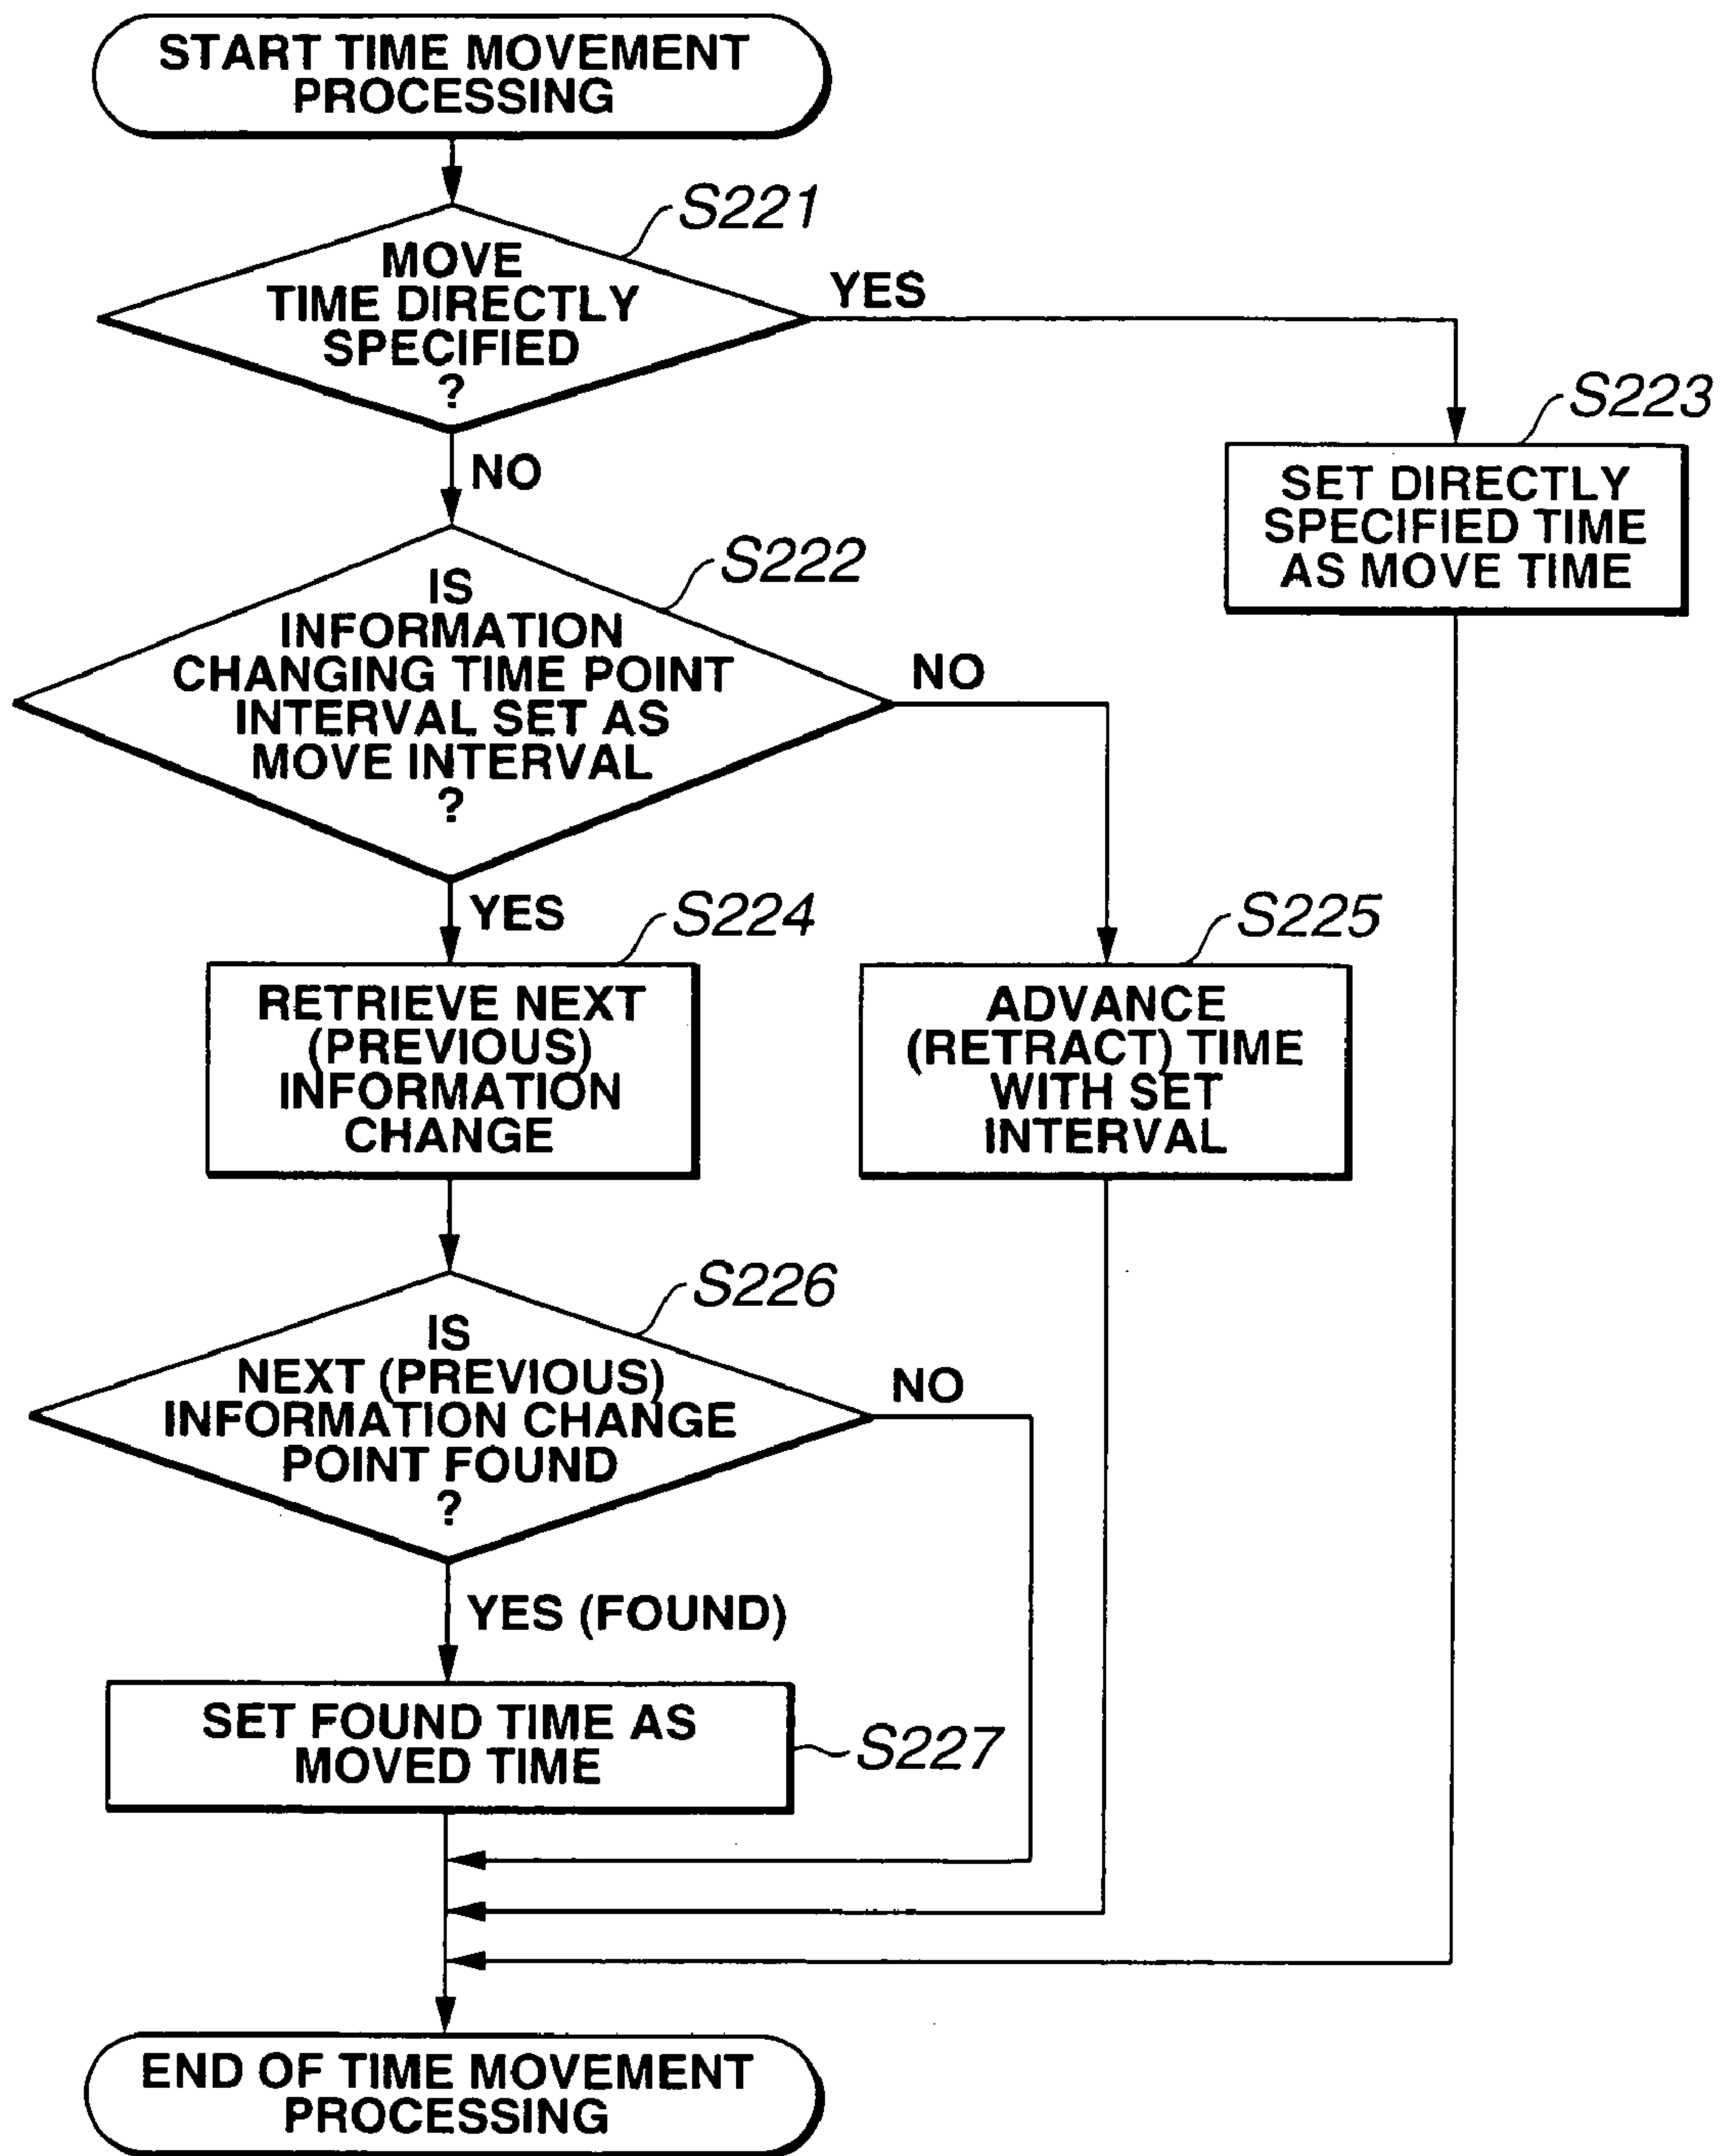 START TIME MOVEMENT
PROCESSING
S221
MOVE
TIME DIRECTLY
SPECIFIED
?
YES
NO
S223
SET DIRECTLY
SPECIFIED TIME
AS MOVE TIME
S222
IS
INFORMATION
CHANGING TIME POINT
INTERVAL SET AS
MOVE INTERVAL
?
NO
YES
S224
RETRIEVE NEXT
(PREVIOUS)
INFORMATION
CHANGE
S225
ADVANCE
(RETRACT) TIME
WITH SET
INTERVAL
S226
IS
NEXT (PREVIOUS)
INFORMATION CHANGE
POINT FOUND
?
NO
YES (FOUND)
SET FOUND TIME AS
MOVED TIME
S227
END OF TIME MOVEMENT
PROCESSING